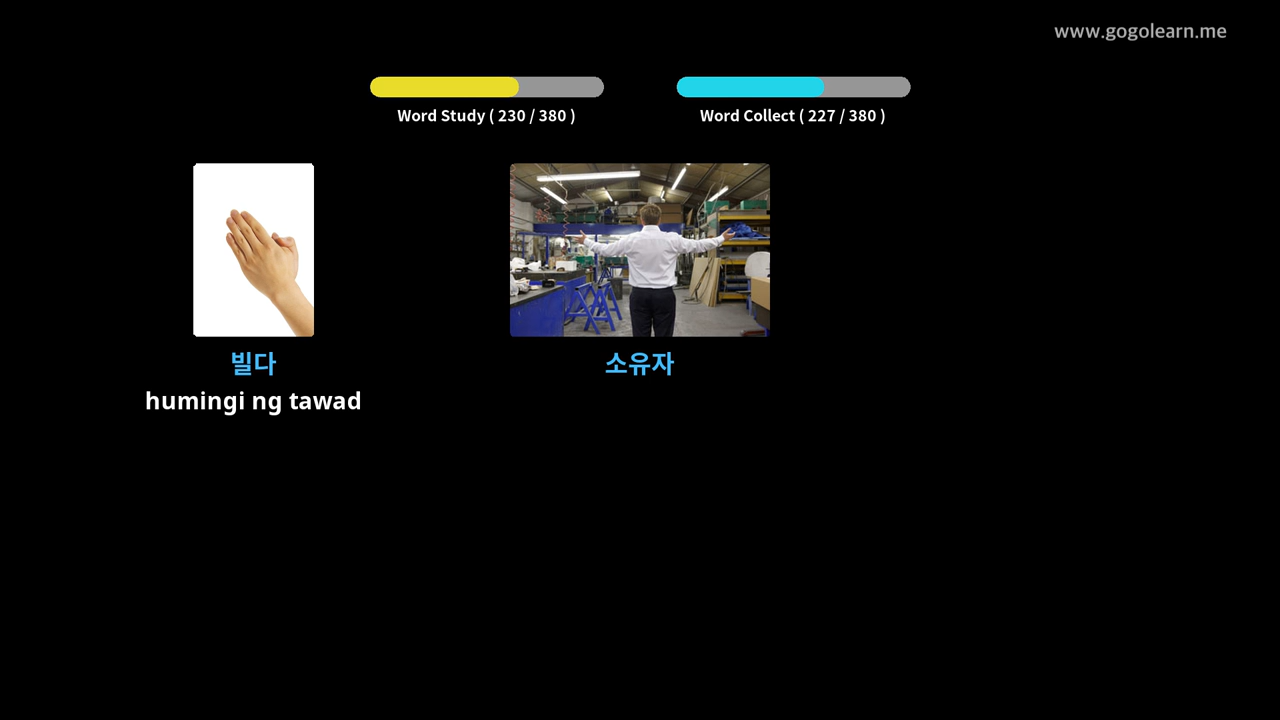 www.gogolearn.me
Word Study ( 230 / 380 )
Word Collect ( 227 / 380 )
빌다
소유자
humingi ng tawad